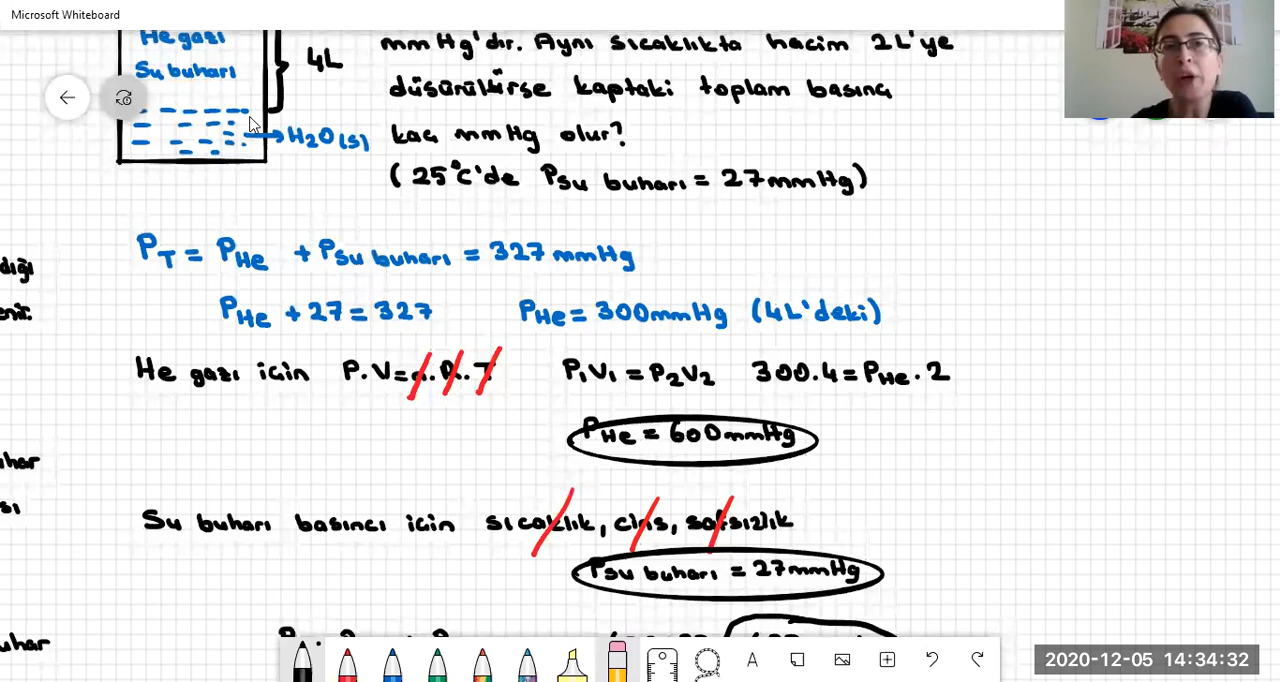 Microsoft Whiteboard
He gazı
Su buharı
4L
H2O(s)
mmHg'dır. Aynı sıcaklıkta hacim 2L'ye
düşürülürse kaptaki toplam basınç
kaç mmHg olur?
(25°C'de Psu buharı = 27mmHg)
PT = PHe + Psu buharı = 327 mmHg
PHe + 27 = 327 PHe = 300mmHg (4L'deki)
He gazı için P.V=n.R.T P1V1 = P2V2 300.4=PHe.2
PHe = 600mmHg
Su buharı basıncı için sıcaklık, cins, safsızlık
Psu buharı = 27mmHg
2020-12-05 14:34:32